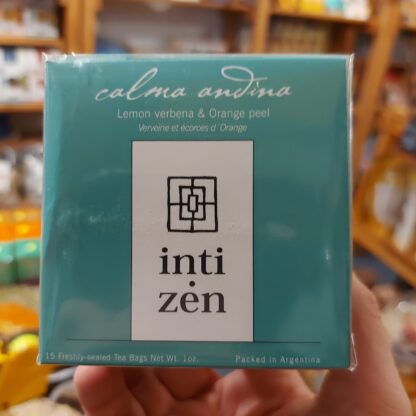 calma andina
Lemon verbena & Orange peel
Verveine et écorces d´Orange
inti
zen
15 Freshly-sealed Tea Bags Net Wt. 1oz. Packed in Argentina